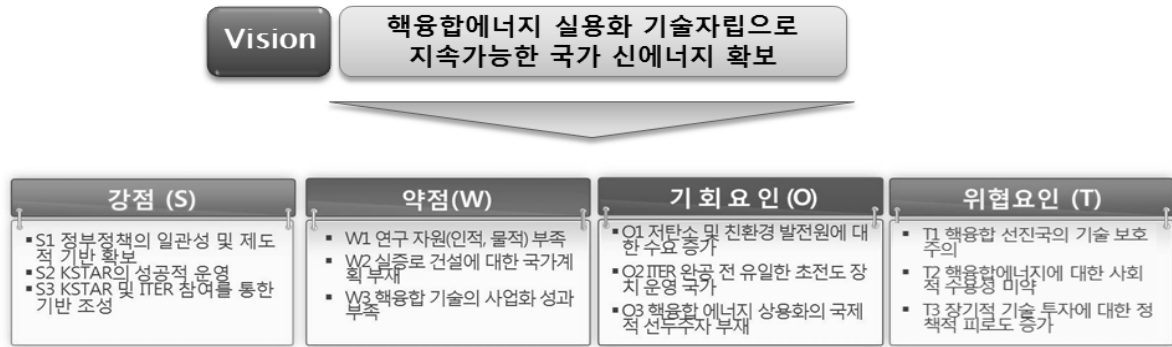 Vision
핵융합에너지 실용화 기술자립으로
지속가능한 국가 신에너지 확보
강점 (S)
▪S1 정부정책의 일관성 및 제도
적 기반 확보
▪S2 KSTAR의 성공적 운영
▪S3 KSTAR 및 ITER 참여를 통한
기반 조성
약점(W)
▪ W1 연구 자원(인적, 물적) 부족
▪ W2 실증로 건설에 대한 국가계
획 부재
▪ W3 핵융합 기술의 사업화 성과
부족
기 회 요 인 (O)
▪O1 저탄소 및 친환경 발전원에 대
한 수요 증가
▪O2 ITER 완공 전 유일한 초전도 장
치 운영 국가
▪O3 핵융합 에너지 상용화의 국제
적 선두주자 부재
위협요인 (T)
▪ T1 핵융합 선진국의 기술 보호
주의
▪ T2 핵융합에너지에 대한 사회
적 수용성 미약
▪ T3 장기적 기술 투자에 대한 정
책적 피로도 증가